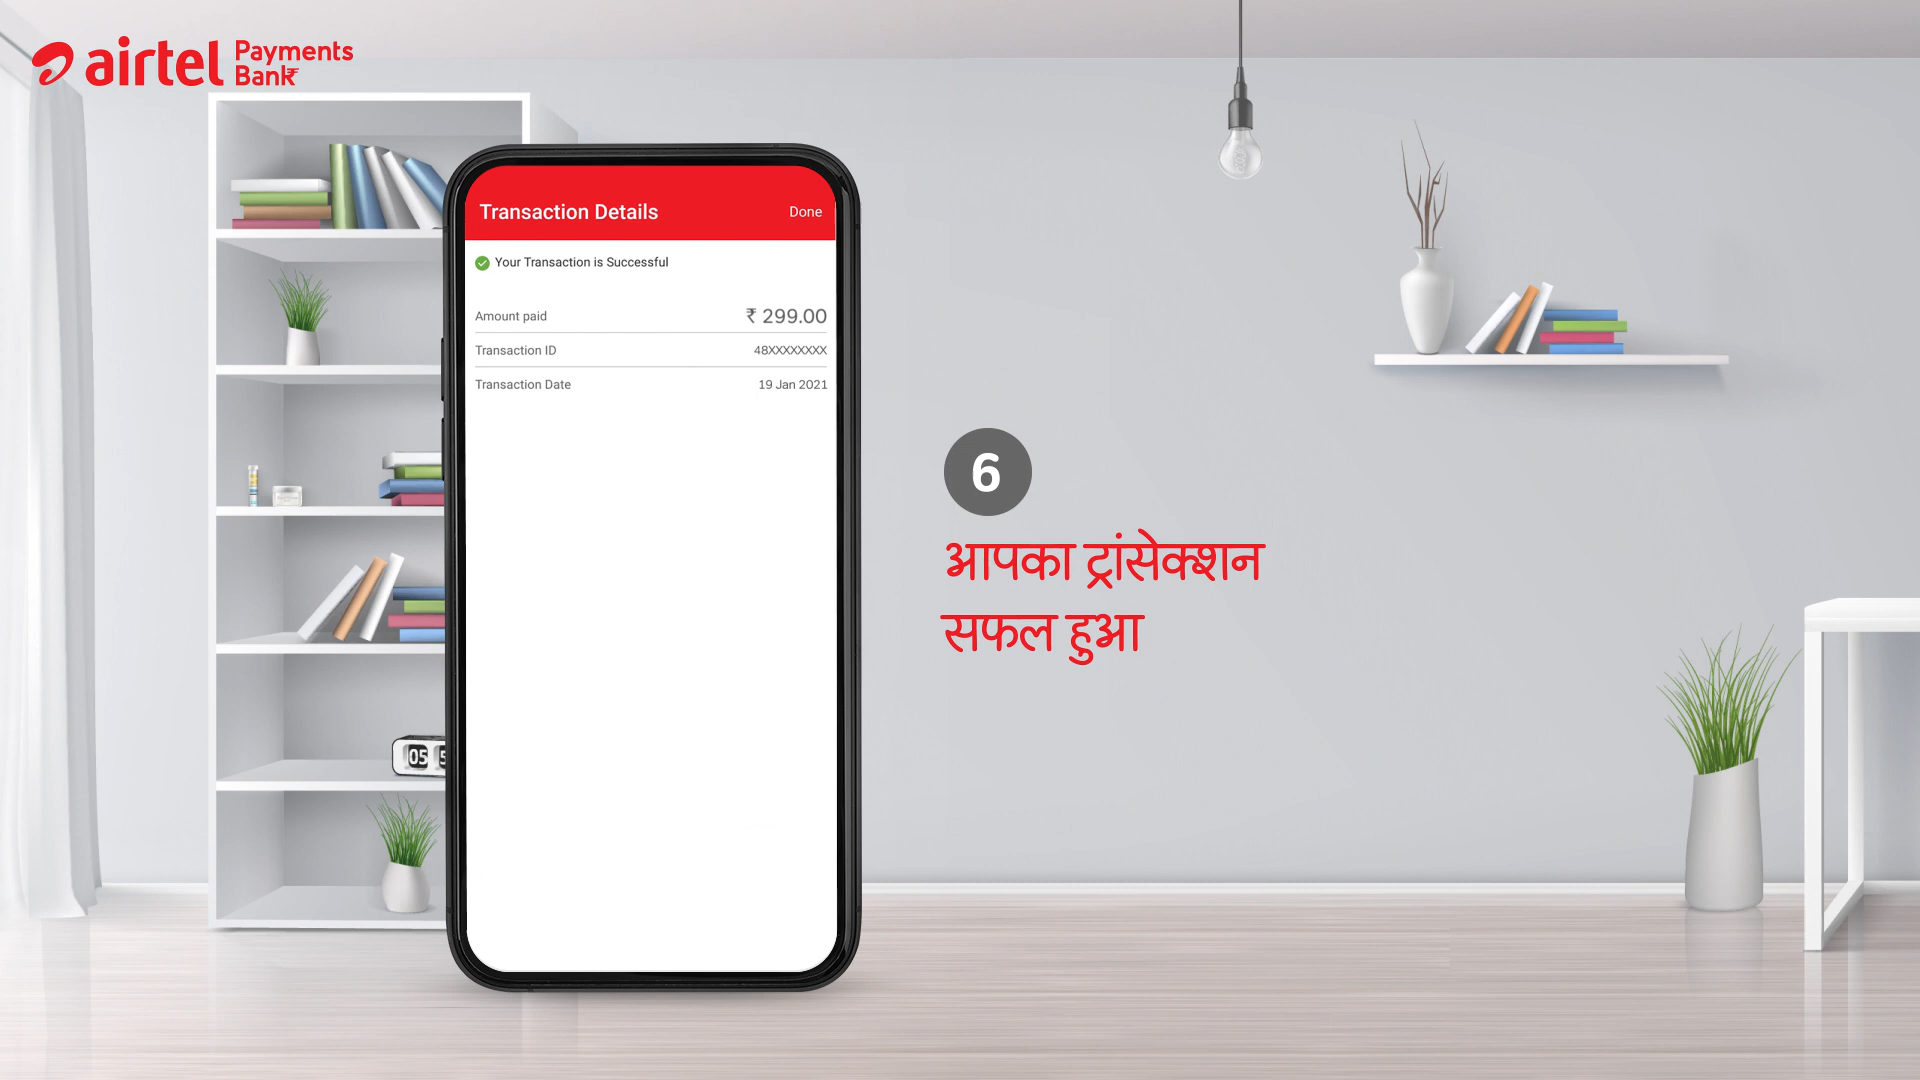 airtel Payments
Bank
Transaction Details Done
Your Transaction is Successful
Amount paid ₹ 299.00
Transaction ID 48XXXXXXXX
Transaction Date 19 Jan 2021
6
आपका ट्रांसेक्शन
सफल हुआ
05